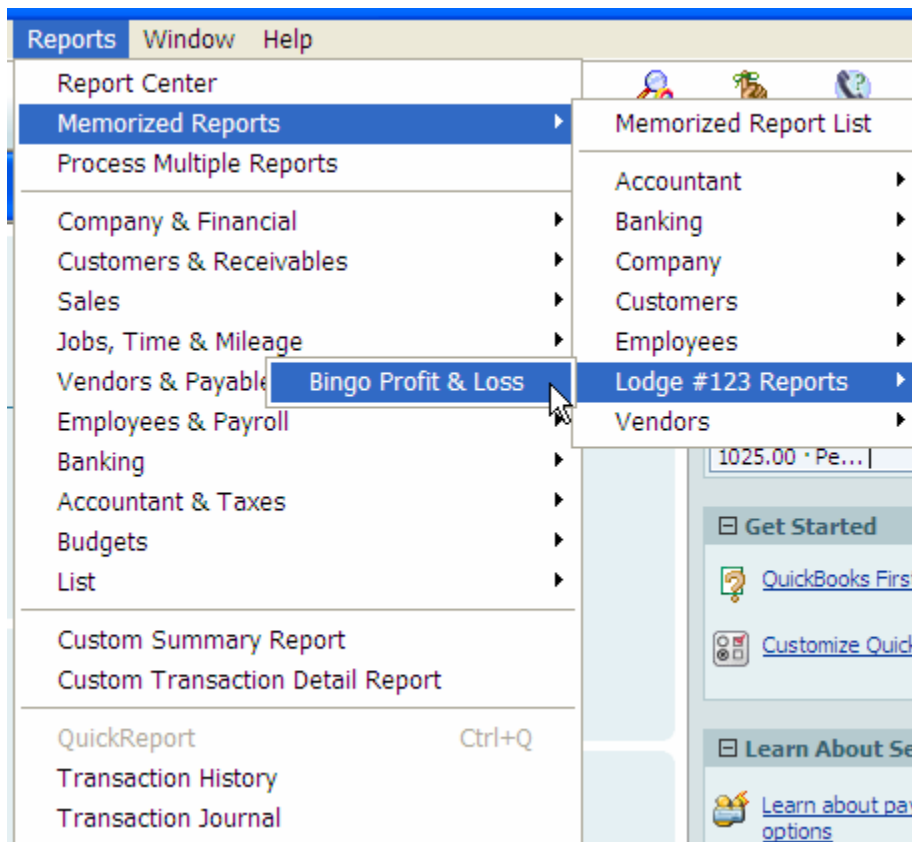 Reports Window Help
Report Center
Memorized Reports
Process Multiple Reports
Company & Financial
Customers & Receivables
Sales
Jobs, Time & Mileage
Vendors & Payable
Employees & Payroll
Banking
Accountant & Taxes
Budgets
List
Custom Summary Report
Custom Transaction Detail Report
QuickReport Ctrl+Q
Transaction History
Transaction Journal
Bingo Profit & Loss
Memorized Report List
Accountant
Banking
Company
Customers
Employees
Lodge #123 Reports
Vendors
1025.00 · Pe...
Get Started
QuickBooks Firs
Customize Quick
Learn About Se
Learn about pay
options